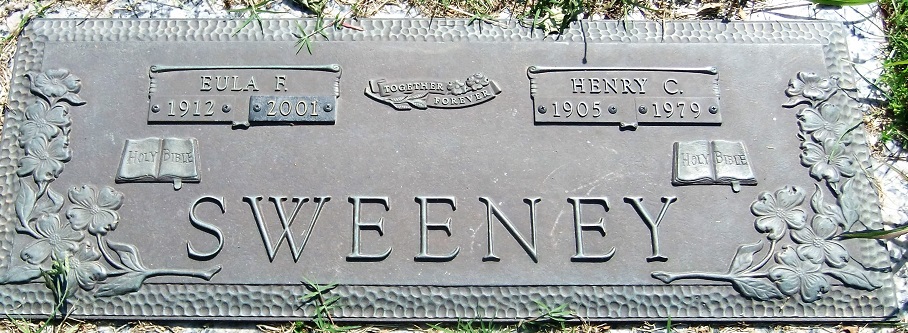 EULA F.
1912 2001
TOGETHER
FOREVER
HENRY C.
1905 1979
HOLY BIBLE
HOLY BIBLE
SWEENEY